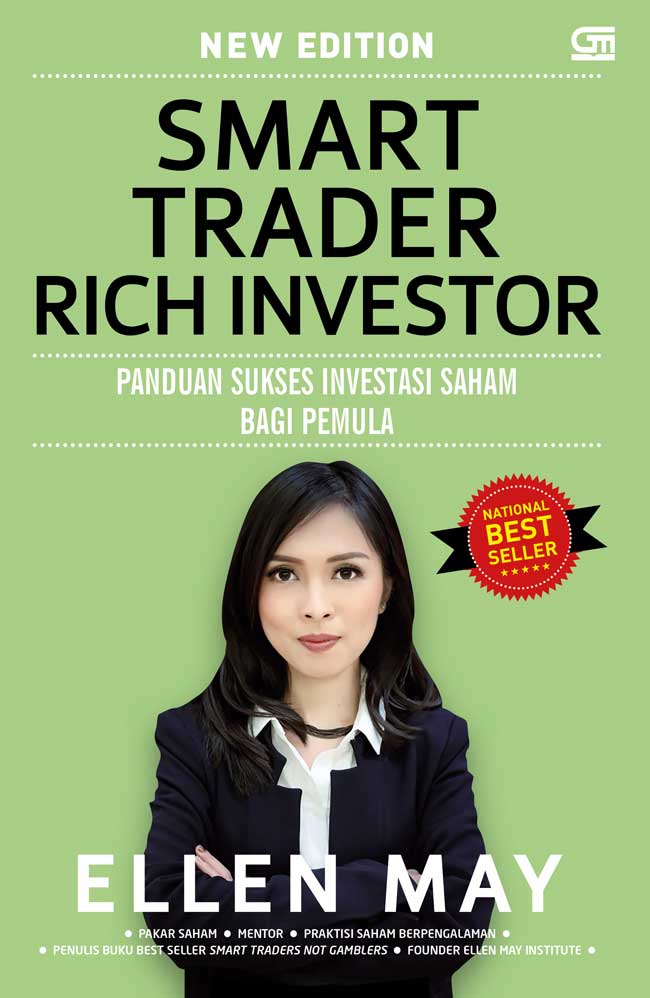 NEW EDITION
GM
SMART
TRADER
RICH INVESTOR
PANDUAN SUKSES INVESTASI SAHAM
BAGI PEMULA
NATIONAL
BEST
SELLER
ELLEN MAY
● PAKAR SAHAM ● MENTOR ● PRAKTISI SAHAM BERPENGALAMAN ●
● PENULIS BUKU BEST SELLER SMART TRADERS NOT GAMBLERS ● FOUNDER ELLEN MAY INSTITUTE ●